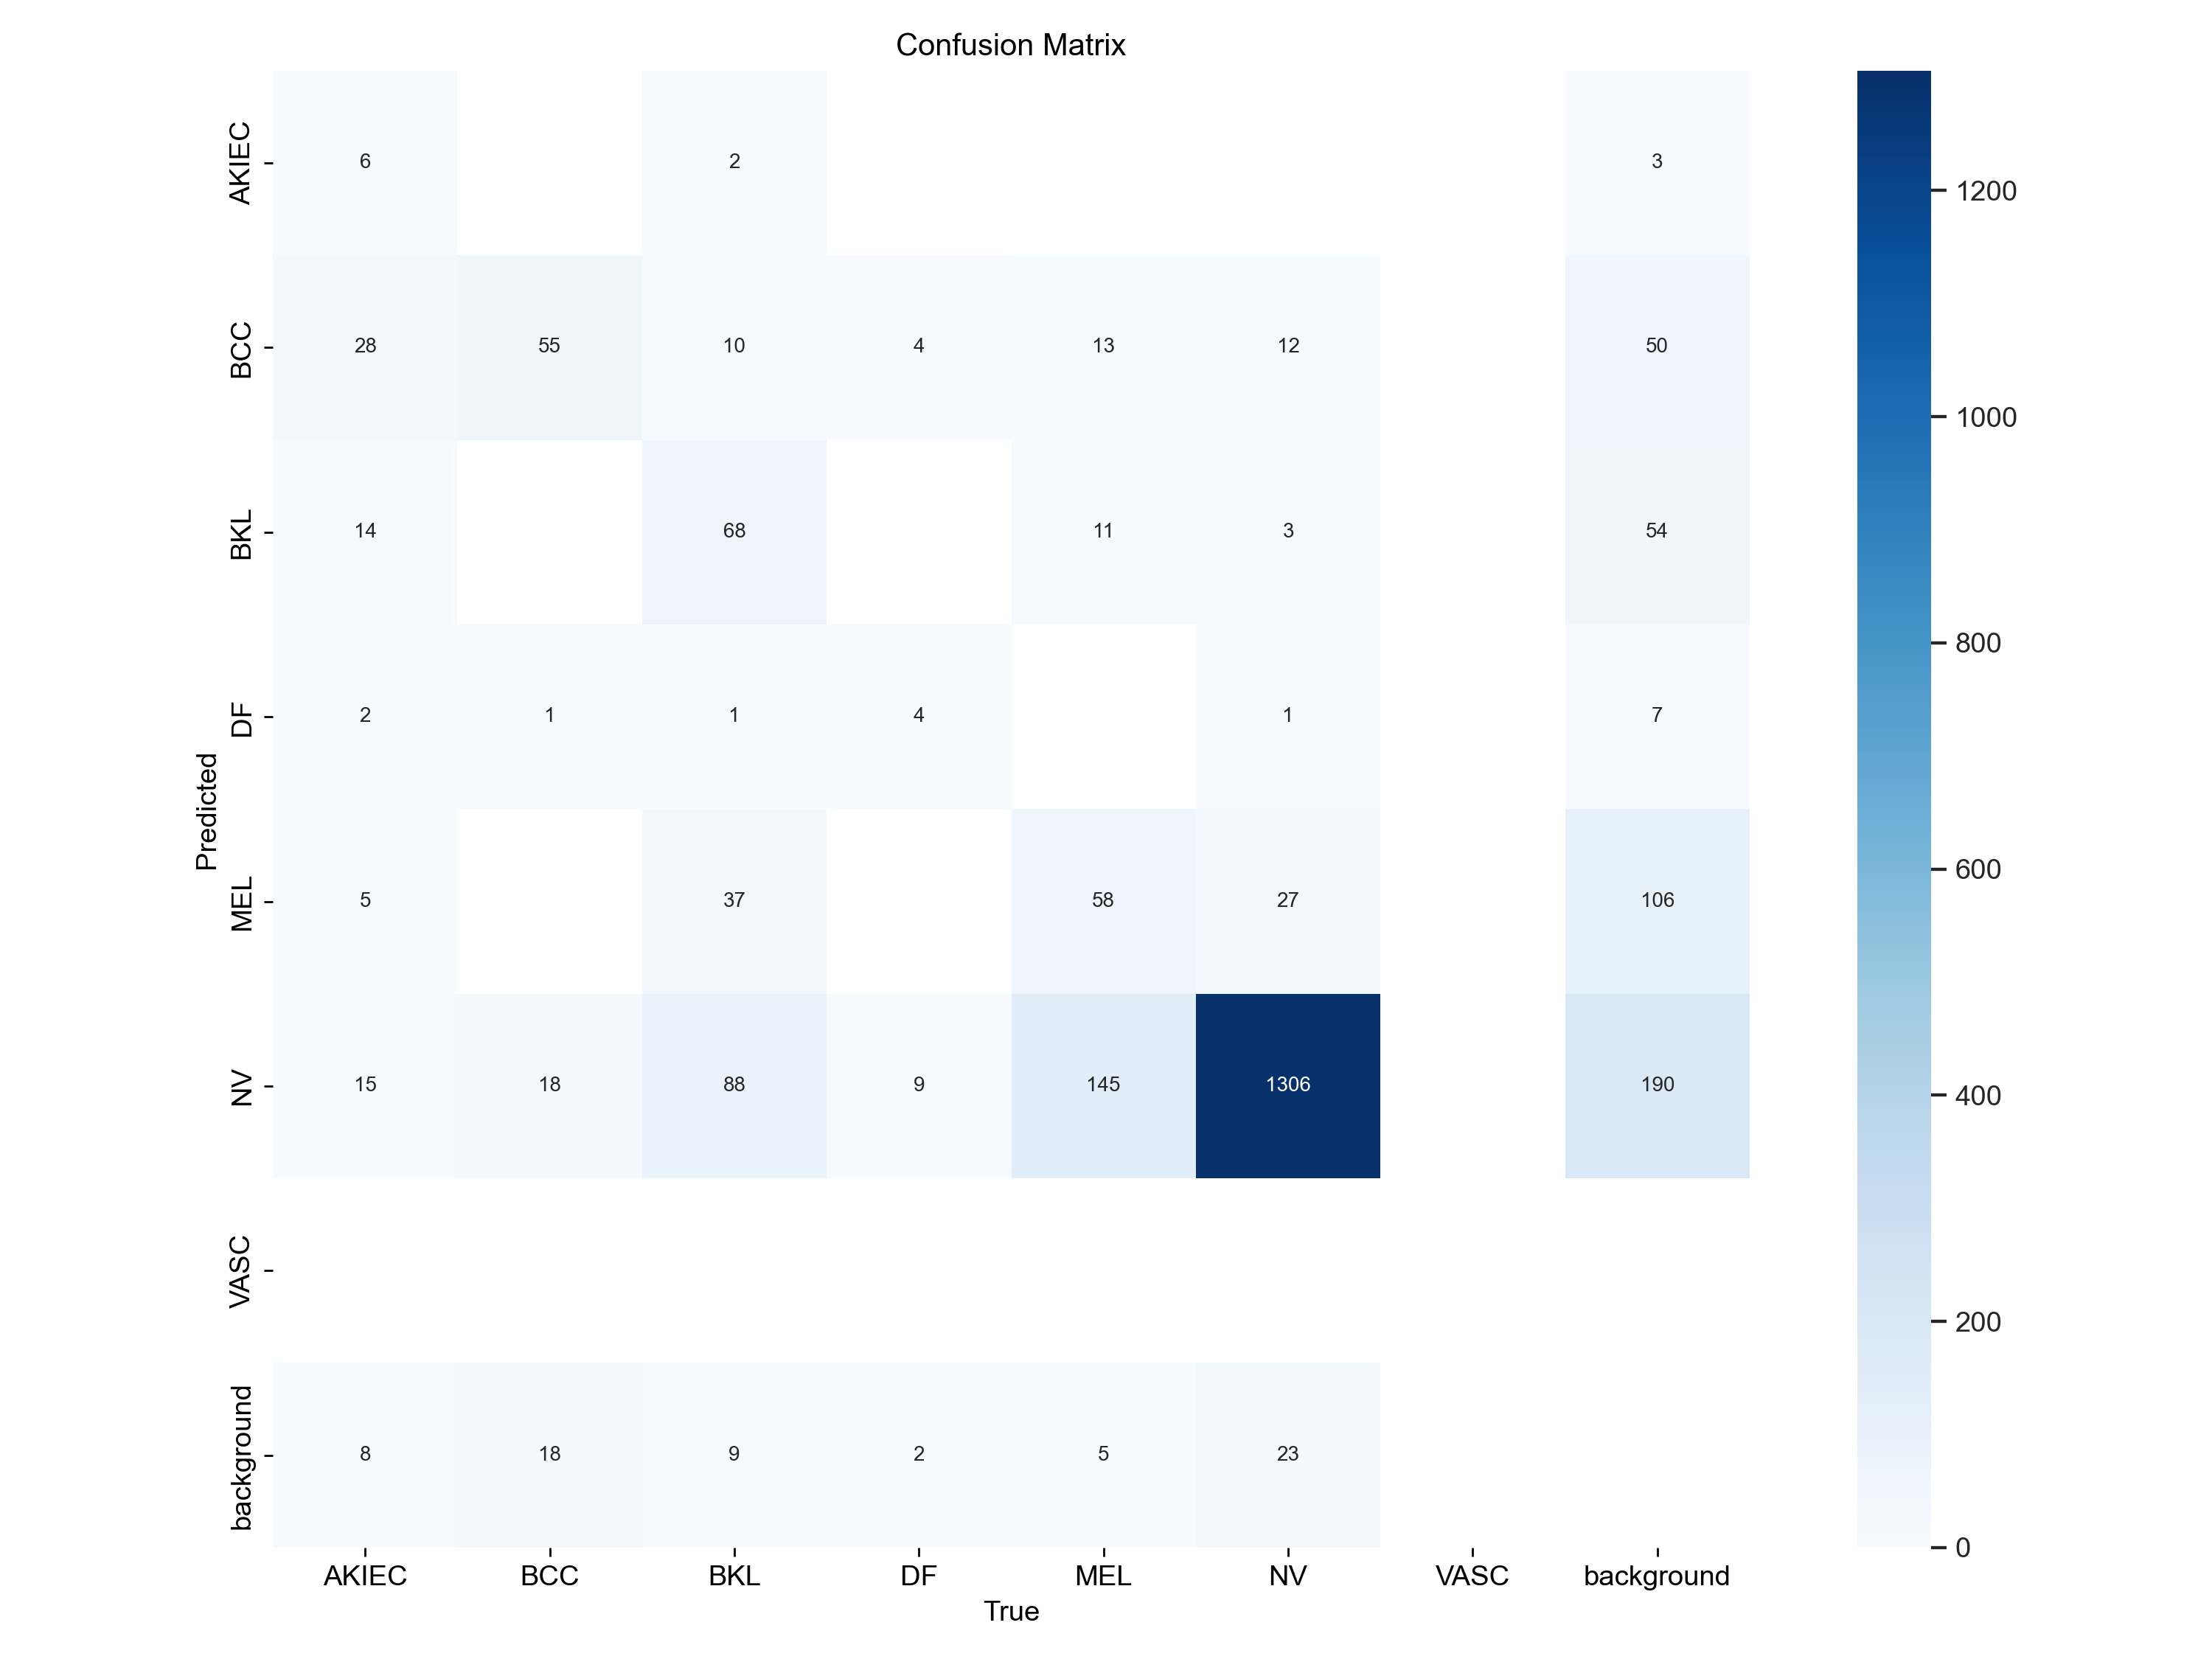 Confusion Matrix
AKIEC 6 2 3
BCC 28 55 10 4 13 12 50
BKL 14 68 11 3 54
DF 2 1 1 4 1 7
MEL 5 37 58 27 106
NV 15 18 88 9 145 1306 190
VASC
background 8 18 9 2 5 23
AKIEC BCC BKL DF MEL NV VASC background
True
Predicted
1200
1000
800
600
400
200
0